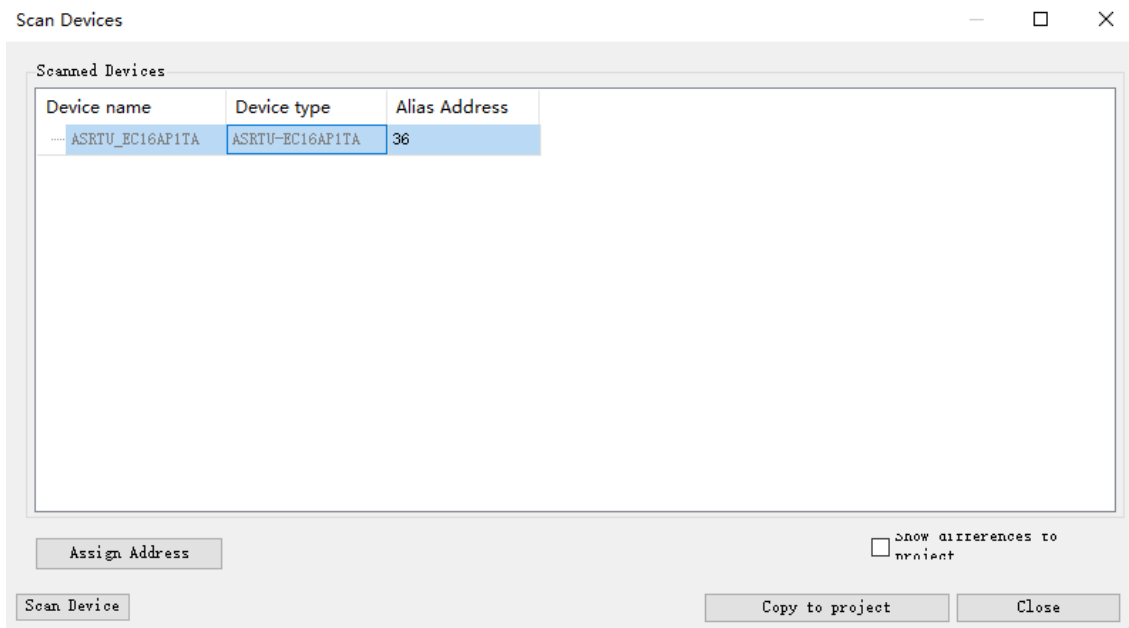 Scan Devices
Scanned Devices
Device name Device type Alias Address
ASRTU_EC16AP1TA ASRTU-EC16AP1TA 36
Assign Address
Show differences to
project
Scan Device Copy to project Close